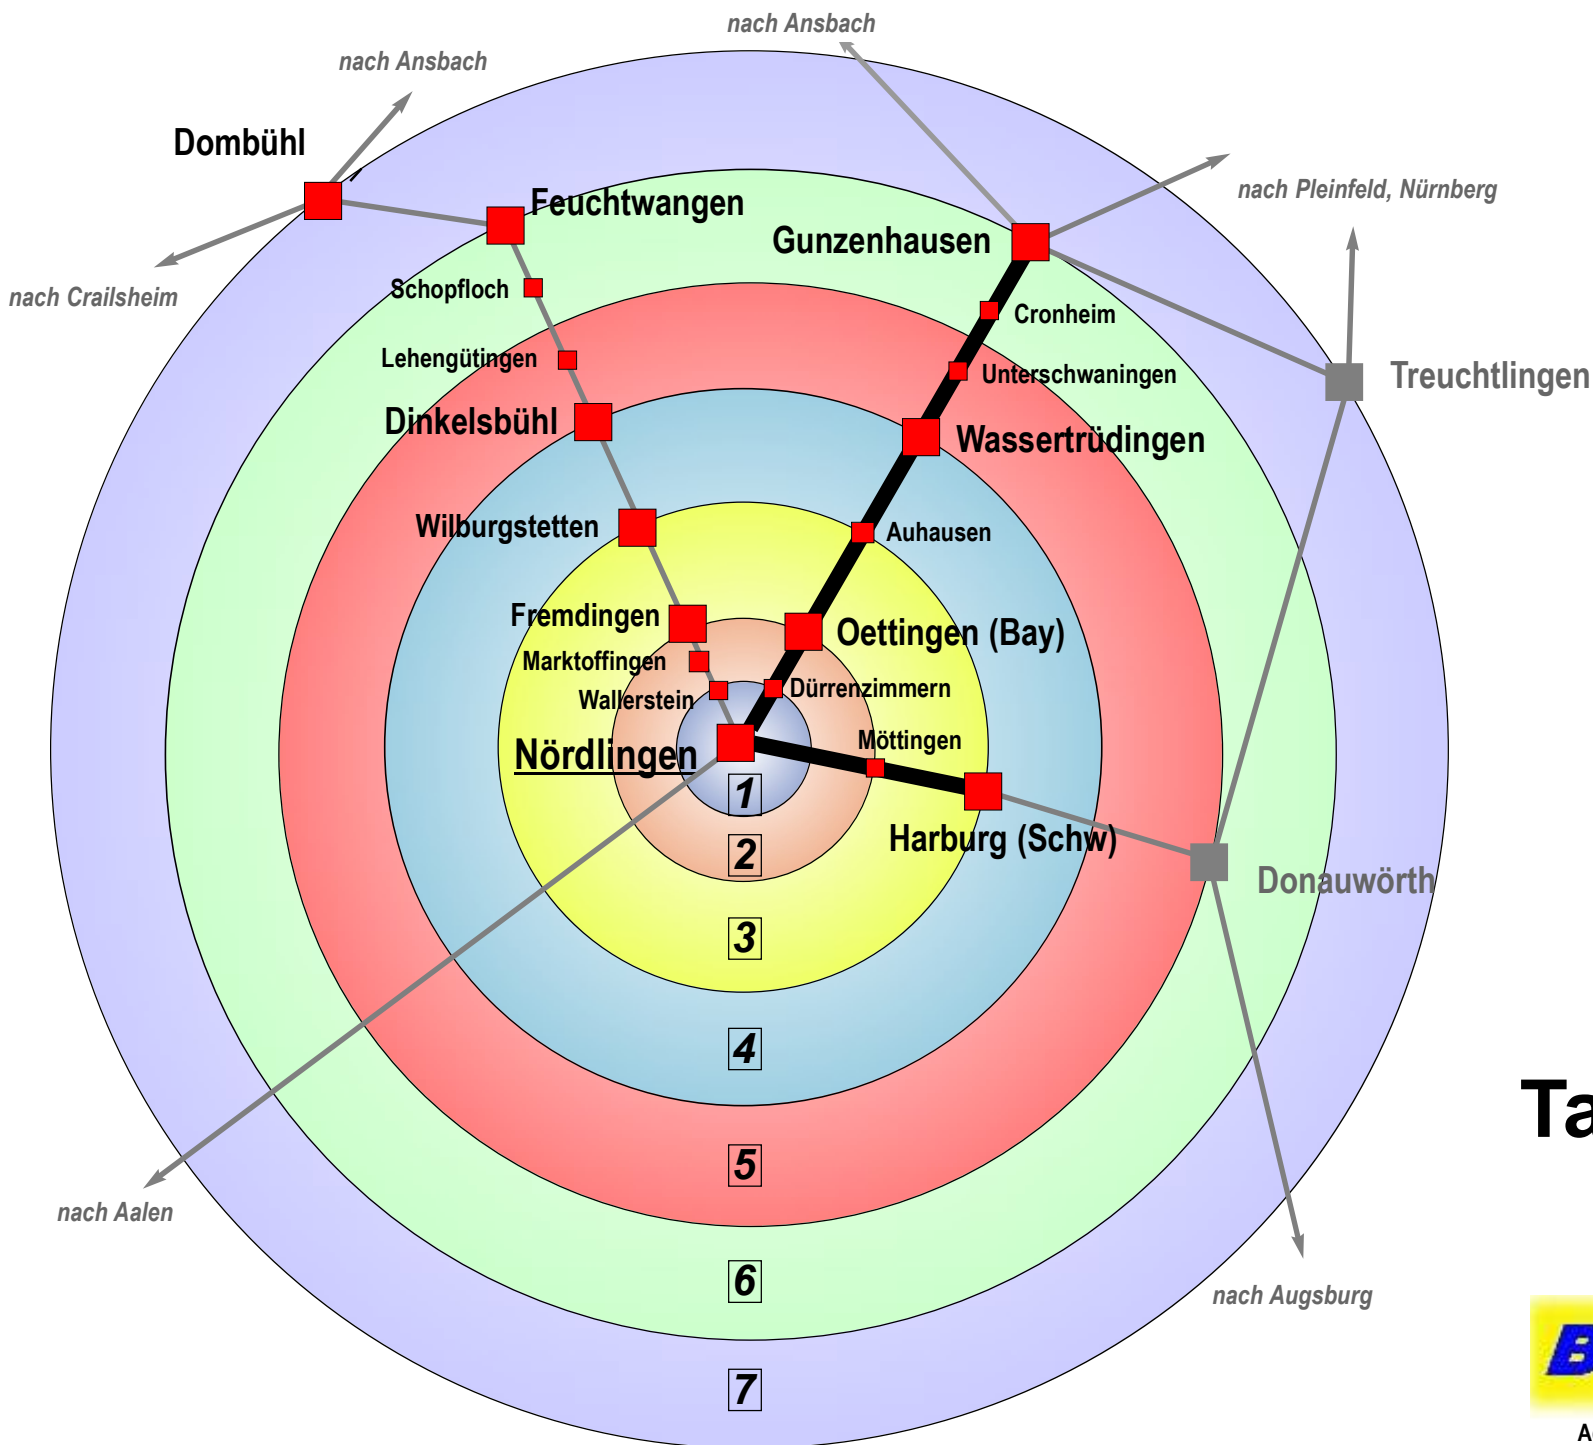 nach Ansbach
nach Ansbach
Dombühl
nach Pleinfeld, Nürnberg
Feuchtwangen
Gunzenhausen
nach Crailsheim
Schopfloch
Cronheim
Lehengütingen
Unterschwaningen
Treuchtlingen
Dinkelsbühl
Wassertrüdingen
Wilburgstetten
Auhausen
Fremdingen
Oettingen (Bay)
Marktoffingen
Wallerstein
Dürrenzimmern
Möttingen
Nördlingen
1
Harburg (Schw)
2
Donauwörth
3
4
Ta
5
nach Aalen
6
nach Augsburg
7